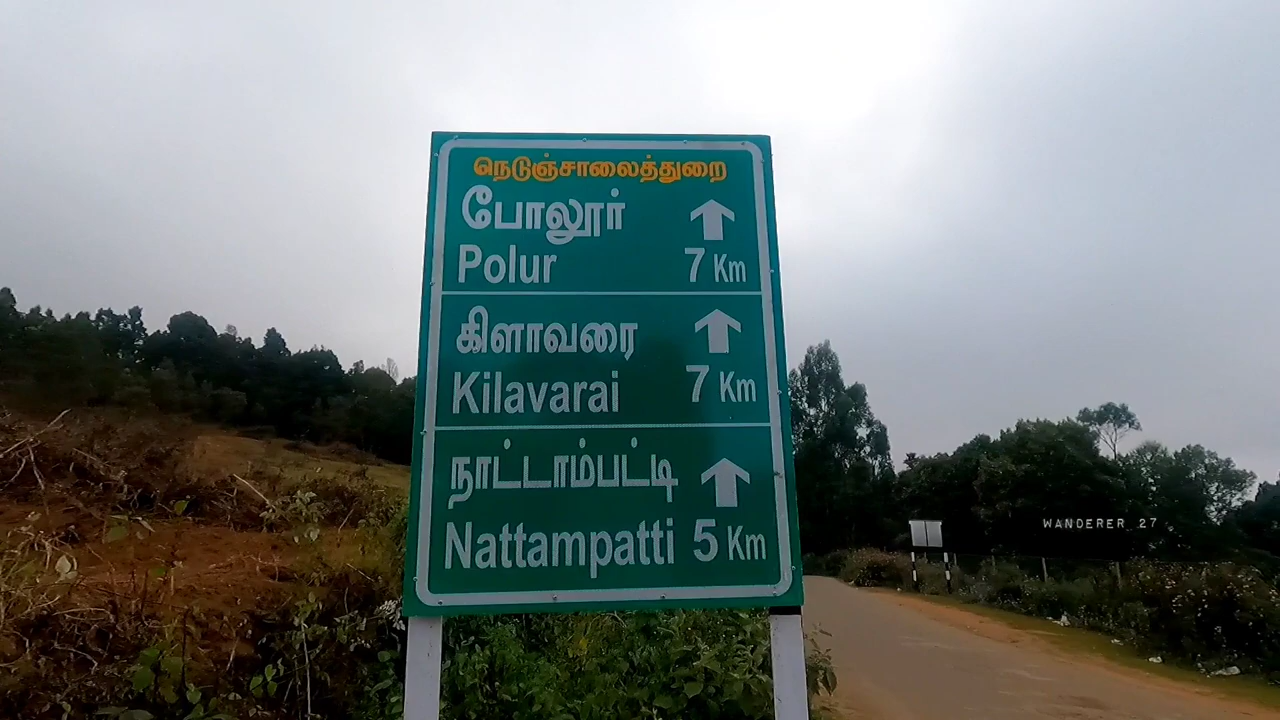 நெடுஞ்சாலைத்துறை
போலூர்
Polur 7 Km
கிளாவரை
Kilavarai 7 Km
நாட்டாம்பட்டி
Nattampatti 5 Km
WANDERER 27